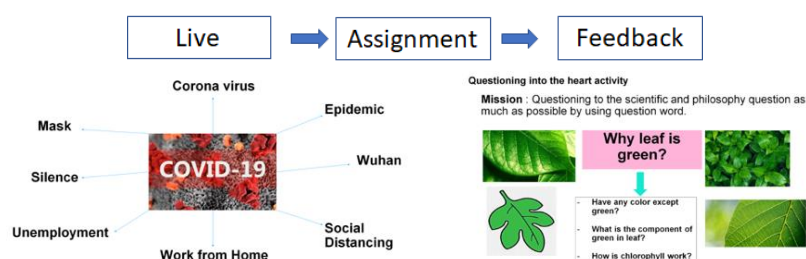 Live
Assignment
Feedback
Corona virus
Mask
Epidemic
COVID-19
Silence
Wuhan
Unemployment
Social
Distancing
Work from Home
Questioning into the heart activity
Mission : Questioning to the scientific and philosophy question as
much as possible by using question word.
Why leaf is
green?
- Have any color except
green?
- What is the component of
green in leaf?
- How is chlorophyll work?